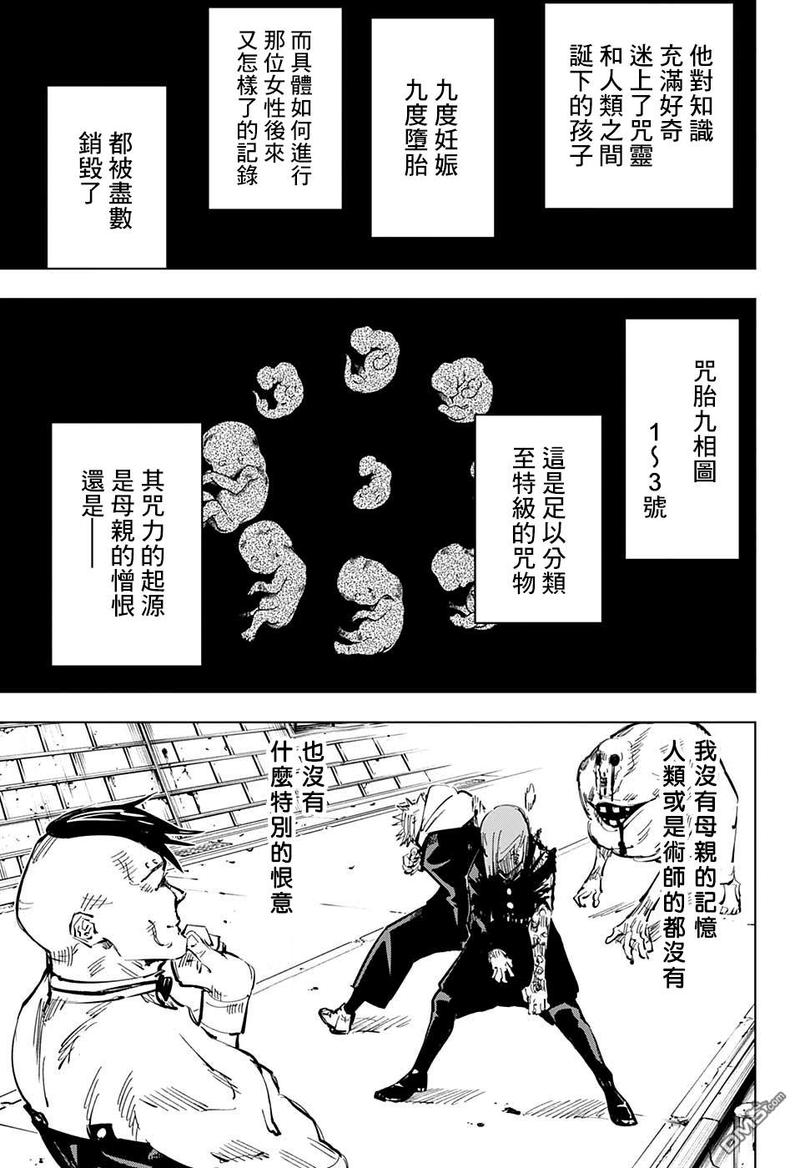 他對知識
充滿好奇
迷上了咒靈
和人類之間
誕下的孩子
九度妊娠
九度墮胎
而具體如何進行
那位女性後來
又怎樣了的記錄
都被盡數
銷毀了
咒胎九相圖
1～3號
這是足以分類
至特級的咒物
其咒力的起源
是母親的憎恨
還是——
我沒有母親的記憶
人類或是術師的都沒有
也沒有
什麼特別的恨意
DM5.COM